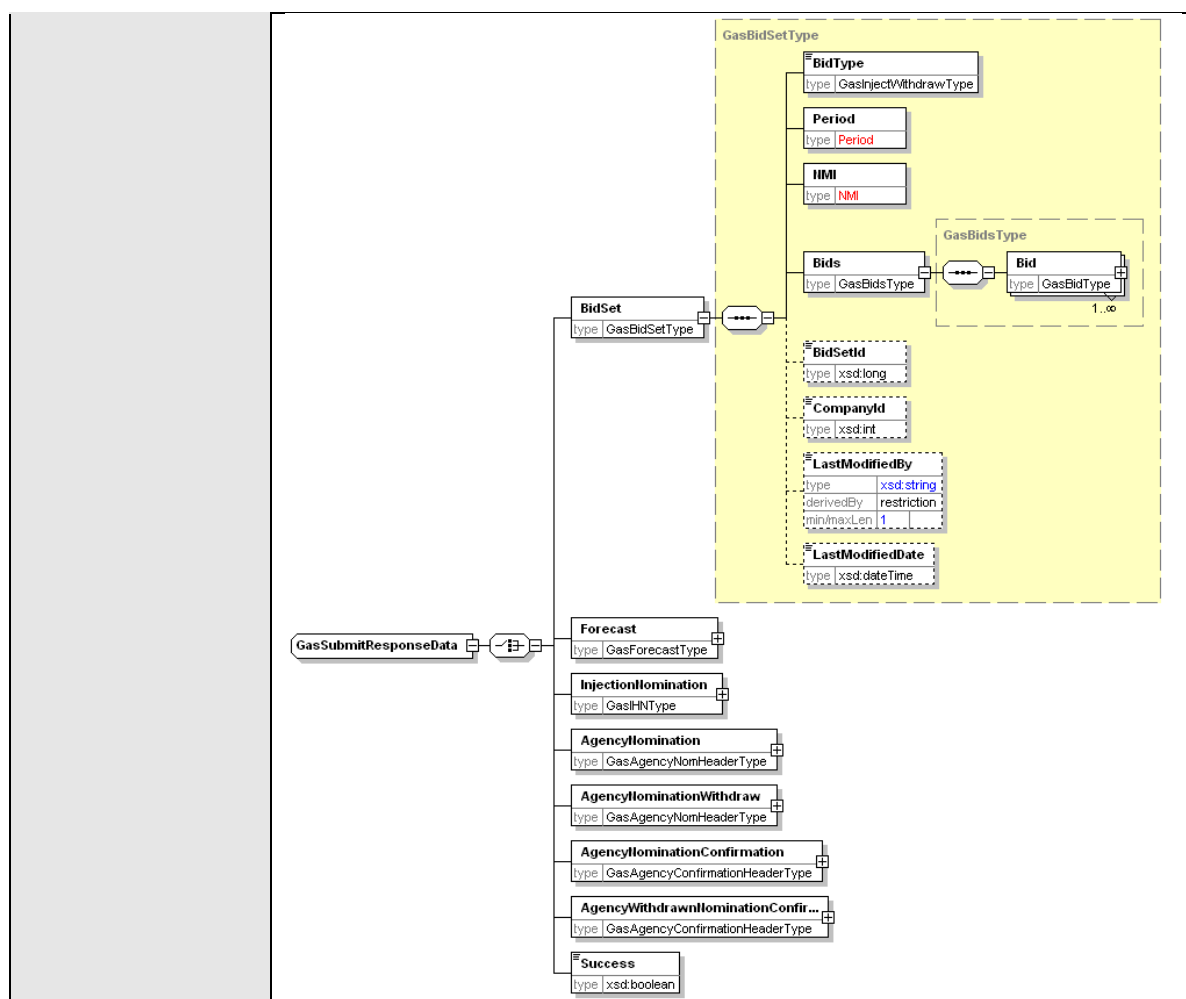 GasBidSetType
BidType
type GasInjectWithdrawType
Period
type Period
NMI
type NMI
GasBidsType
Bids
type GasBidsType
Bid
type GasBidType
1..∞
BidSet
type GasBidSetType
BidSetId
type xsd:long
CompanyId
type xsd:int
LastModifiedBy
type xsd:string
derivedBy restriction
min/maxLen 1
LastModifiedDate
type xsd:dateTime
GasSubmitResponseData
Forecast
type GasForecastType
InjectionNomination
type GasIHNType
AgencyNomination
type GasAgencyNomHeaderType
AgencyNominationWithdraw
type GasAgencyNomHeaderType
AgencyNominationConfirmation
type GasAgencyConfirmationHeaderType
AgencyWithdrawnNominationConfir...
type GasAgencyConfirmationHeaderType
Success
type xsd:boolean